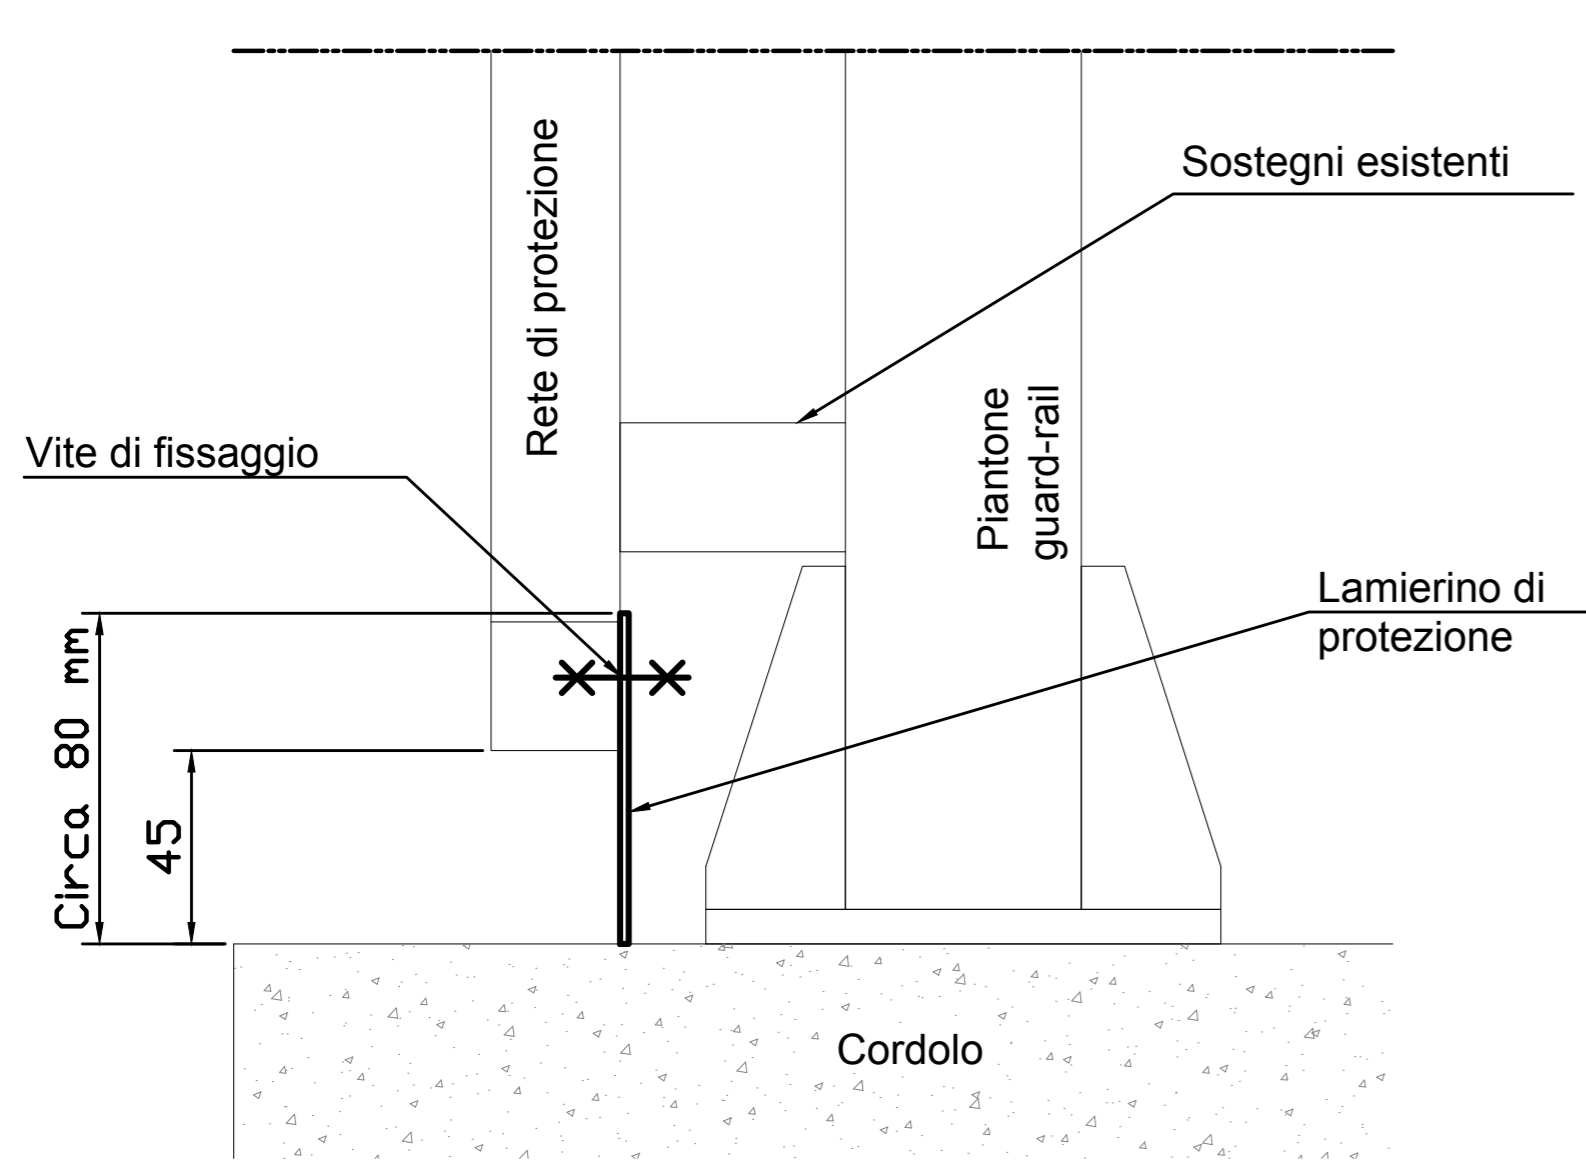 Sostegni esistenti
Rete di protezione
Vite di fissaggio
Piantone
guard-rail
Lamierino di
protezione
Circa 80 mm
45
Cordolo